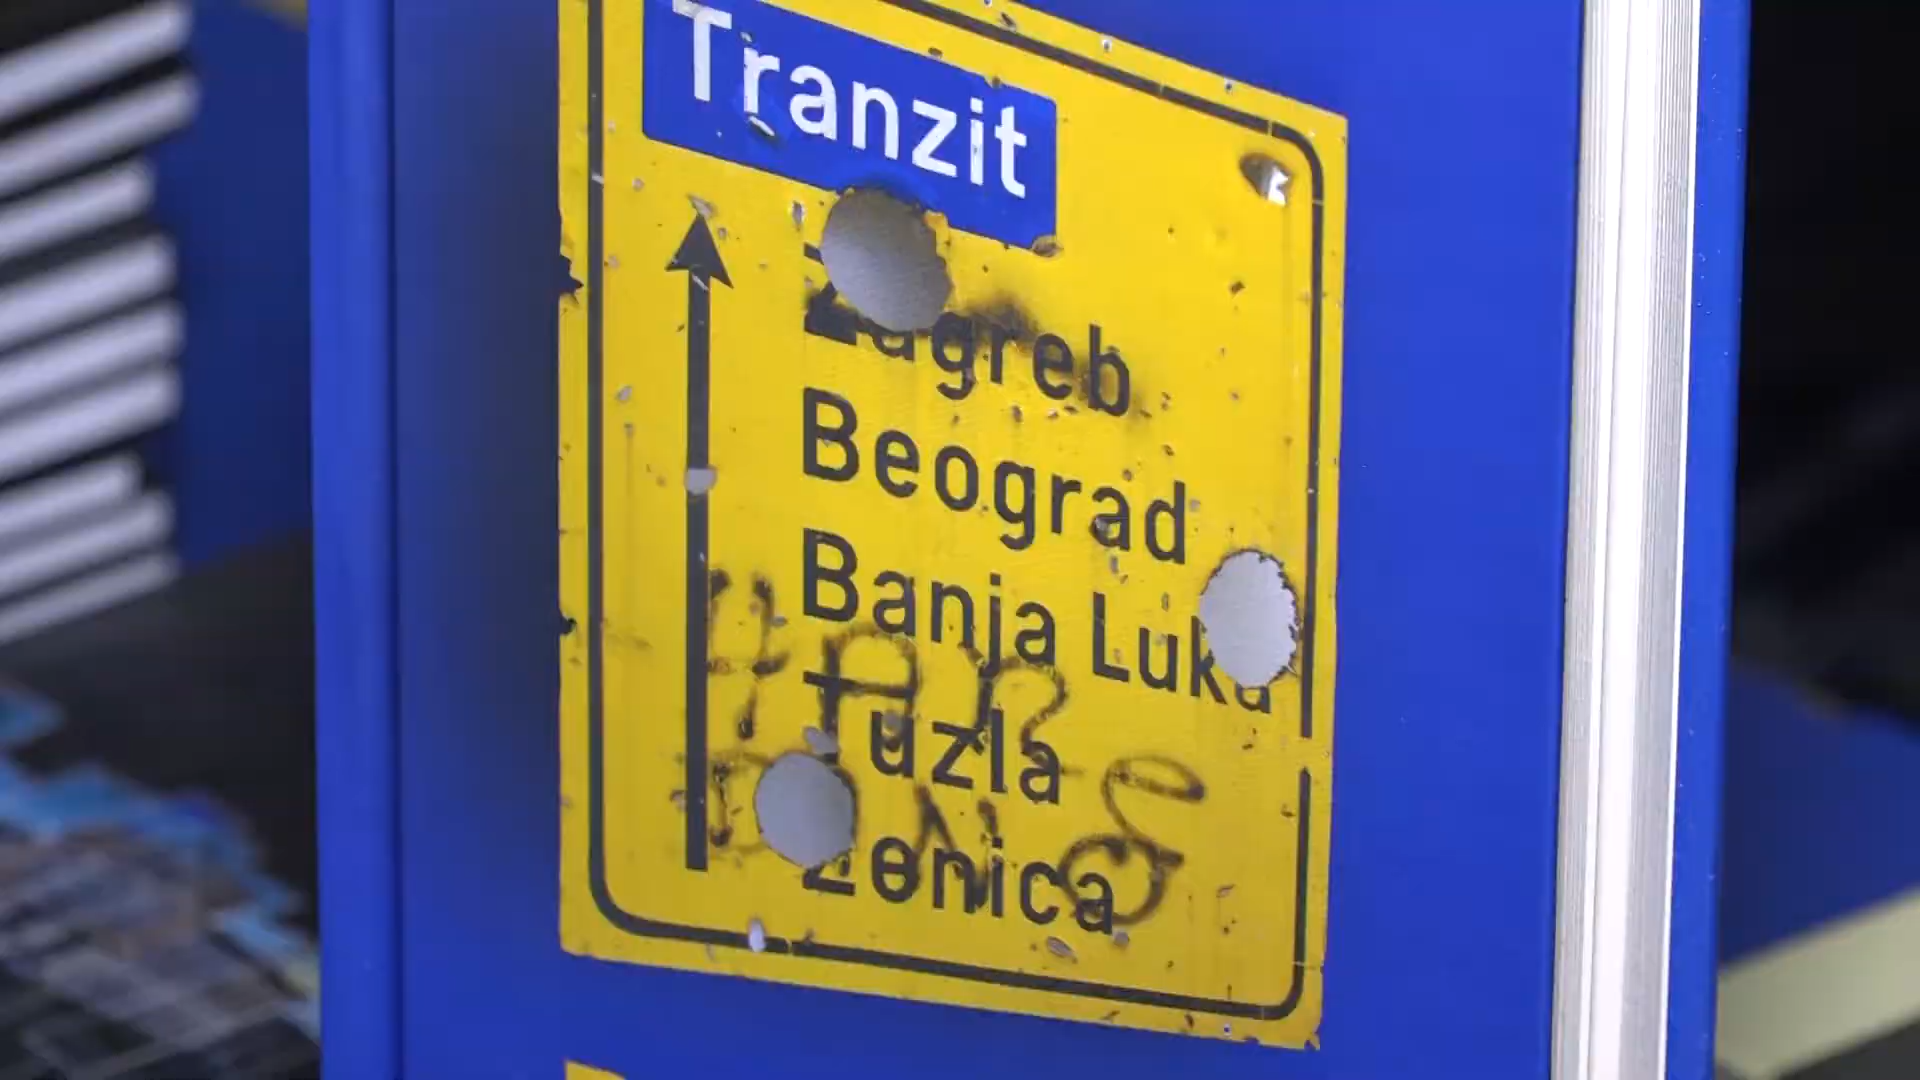 Tranzit
Zagreb
Beograd
Banja Luka
Tuzla
Zenica